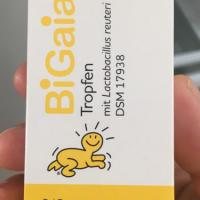 BiGaia
Tropfen
mit Lactobacillus reuteri
DSM 17938